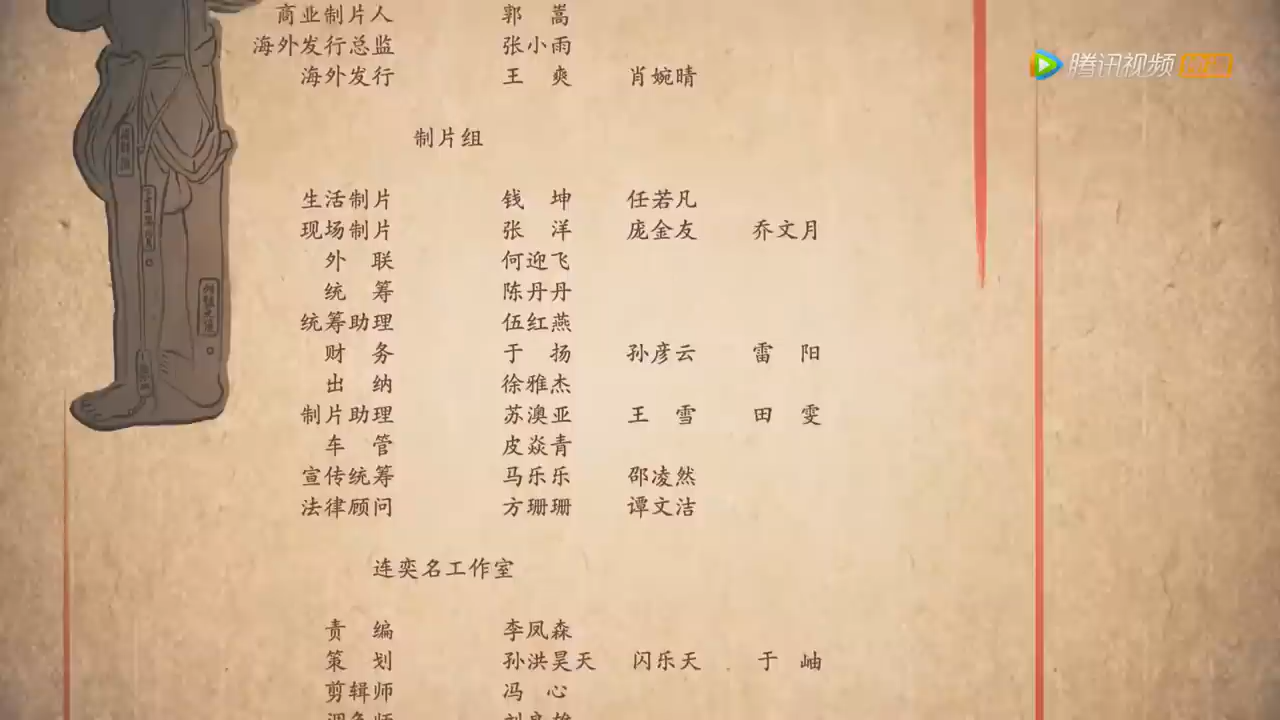 商业制片人 郭 嵩
海外发行总监 张小雨
海外发行 王 爽 肖婉晴
腾讯视频
制片组
生活制片 钱 坤 任若凡
现场制片 张 洋 庞金友 乔文月
外 联 何迎飞
统 筹 陈丹丹
统筹助理 伍红燕
财 务 于 扬 孙彦云 雷 阳
出 纳 徐雅杰
制片助理 苏澳亚 王 雪 田 雯
车 管 皮焱青
宣传统筹 马乐乐 邵凌然
法律顾问 方珊珊 谭文洁
连奕名工作室
责 编 李凤森
策 划 孙洪昊天 闪乐天 于 岫
剪辑师 冯 心